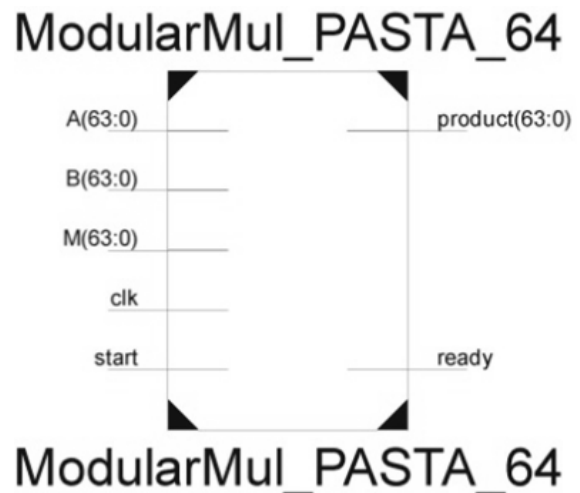 ModularMul_PASTA_64
A(63:0)
product(63:0)
B(63:0)
M(63:0)
clk
start
ready
ModularMul_PASTA_64